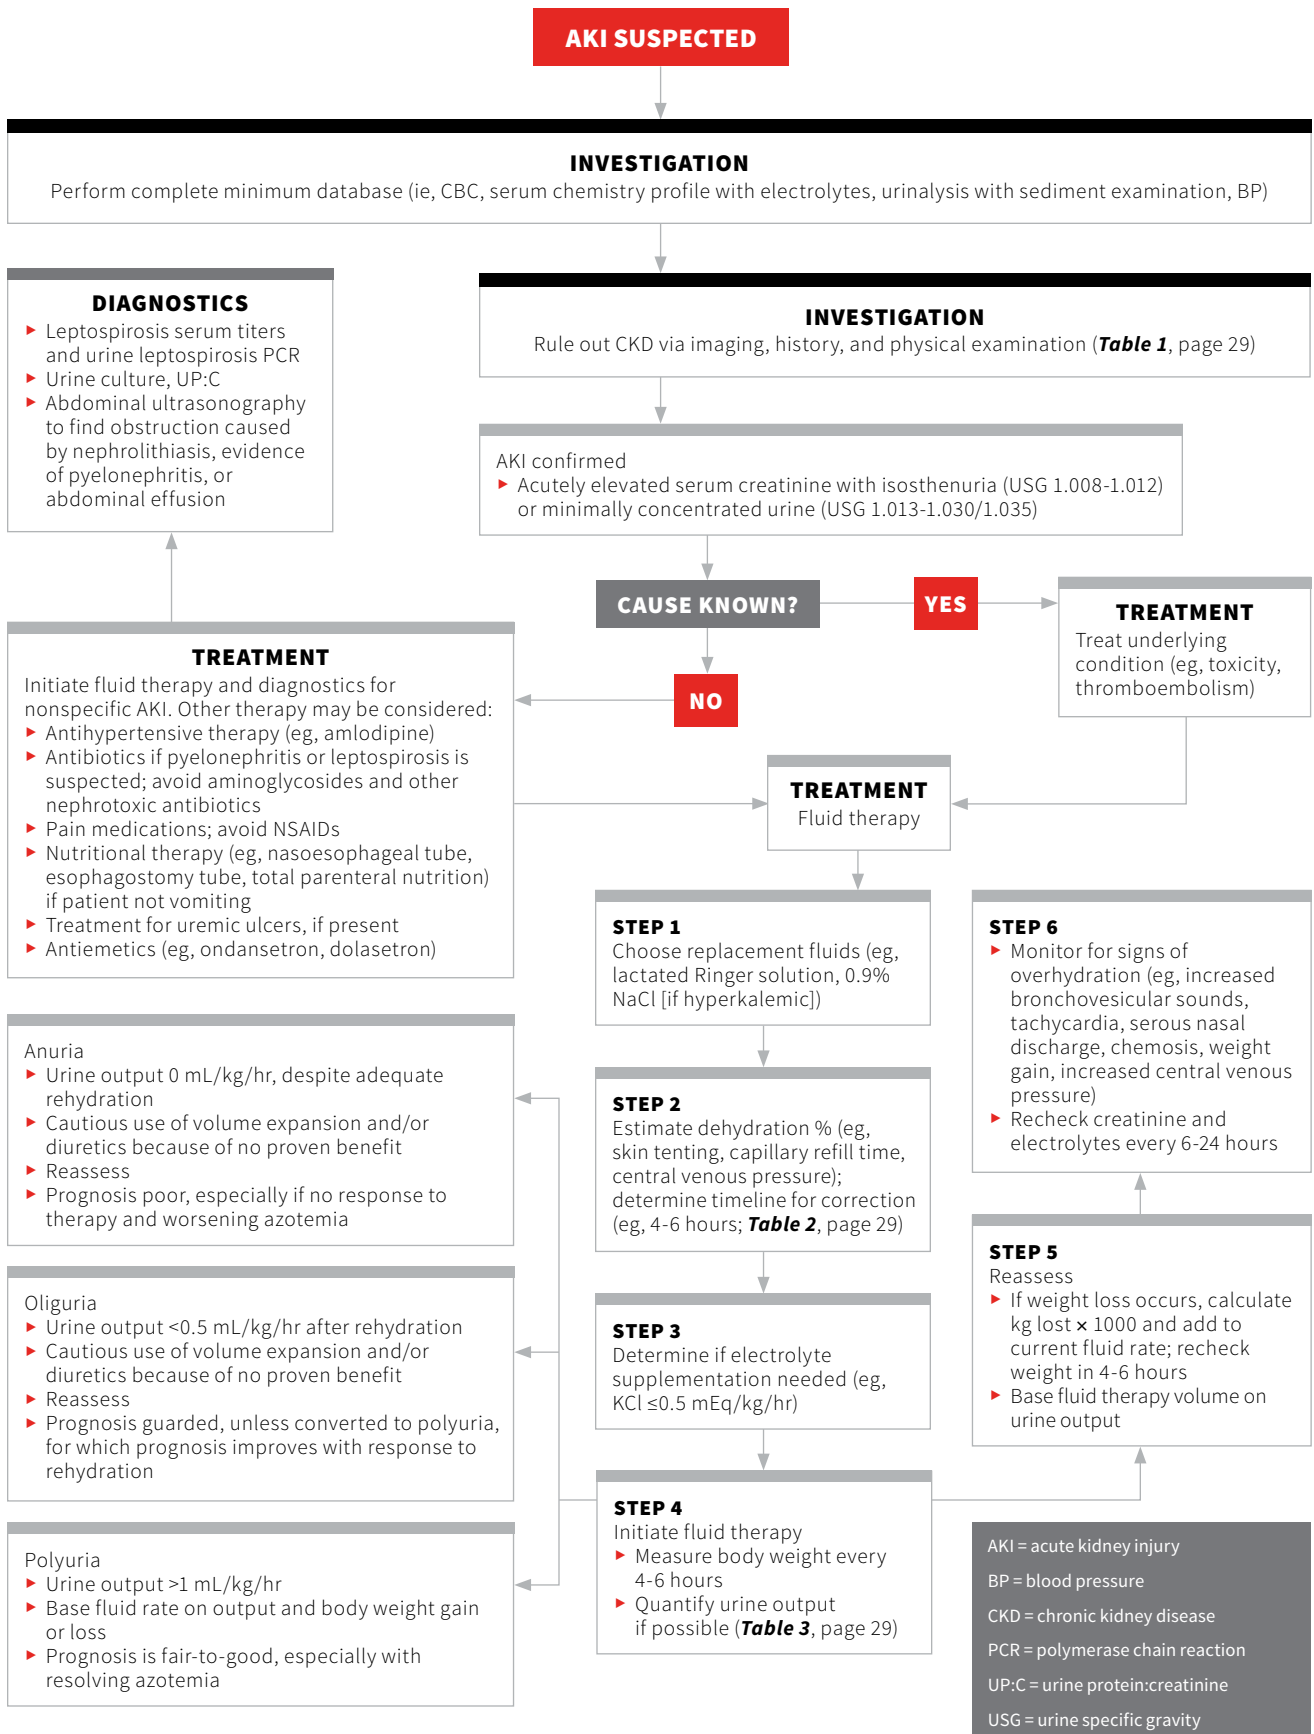 AKI SUSPECTED
INVESTIGATION
Perform complete minimum database (ie, CBC, serum chemistry profile with electrolytes, urinalysis with sediment examination, BP)
DIAGNOSTICS
▶ Leptospirosis serum titers
and urine leptospirosis PCR
▶ Urine culture, UP:C
▶ Abdominal ultrasonography
to find obstruction caused
by nephrolithiasis, evidence
of pyelonephritis, or
abdominal effusion
INVESTIGATION
Rule out CKD via imaging, history, and physical examination (Table 1, page 29)
AKI confirmed
▶ Acutely elevated serum creatinine with isosthenuria (USG 1.008-1.012)
or minimally concentrated urine (USG 1.013-1.030/1.035)
CAUSE KNOWN?
YES
NO
TREATMENT
Treat underlying
condition (eg, toxicity,
thromboembolism)
TREATMENT
Initiate fluid therapy and diagnostics for
nonspecific AKI. Other therapy may be considered:
▶ Antihypertensive therapy (eg, amlodipine)
▶ Antibiotics if pyelonephritis or leptospirosis is
suspected; avoid aminoglycosides and other
nephrotoxic antibiotics
▶ Pain medications; avoid NSAIDs
▶ Nutritional therapy (eg, nasoesophageal tube,
esophagostomy tube, total parenteral nutrition)
if patient not vomiting
▶ Treatment for uremic ulcers, if present
▶ Antiemetics (eg, ondansetron, dolasetron)
TREATMENT
Fluid therapy
STEP 1
Choose replacement fluids (eg,
lactated Ringer solution, 0.9%
NaCl [if hyperkalemic])
STEP 2
Estimate dehydration % (eg,
skin tenting, capillary refill time,
central venous pressure);
determine timeline for correction
(eg, 4-6 hours; Table 2, page 29)
STEP 3
Determine if electrolyte
supplementation needed (eg,
KCl ≤0.5 mEq/kg/hr)
STEP 4
Initiate fluid therapy
▶ Measure body weight every
4-6 hours
▶ Quantify urine output
if possible (Table 3, page 29)
STEP 6
▶ Monitor for signs of
overhydration (eg, increased
bronchovesicular sounds,
tachycardia, serous nasal
discharge, chemosis, weight
gain, increased central venous
pressure)
▶ Recheck creatinine and
electrolytes every 6-24 hours
STEP 5
Reassess
▶ If weight loss occurs, calculate
kg lost × 1000 and add to
current fluid rate; recheck
weight in 4-6 hours
▶ Base fluid therapy volume on
urine output
Anuria
▶ Urine output 0 mL/kg/hr, despite adequate
rehydration
▶ Cautious use of volume expansion and/or
diuretics because of no proven benefit
▶ Reassess
▶ Prognosis poor, especially if no response to
therapy and worsening azotemia
Oliguria
▶ Urine output <0.5 mL/kg/hr after rehydration
▶ Cautious use of volume expansion and/or
diuretics because of no proven benefit
▶ Reassess
▶ Prognosis guarded, unless converted to polyuria,
for which prognosis improves with response to
rehydration
Polyuria
▶ Urine output >1 mL/kg/hr
▶ Base fluid rate on output and body weight gain
or loss
▶ Prognosis is fair-to-good, especially with
resolving azotemia
AKI = acute kidney injury
BP = blood pressure
CKD = chronic kidney disease
PCR = polymerase chain reaction
UP:C = urine protein:creatinine
USG = urine specific gravity